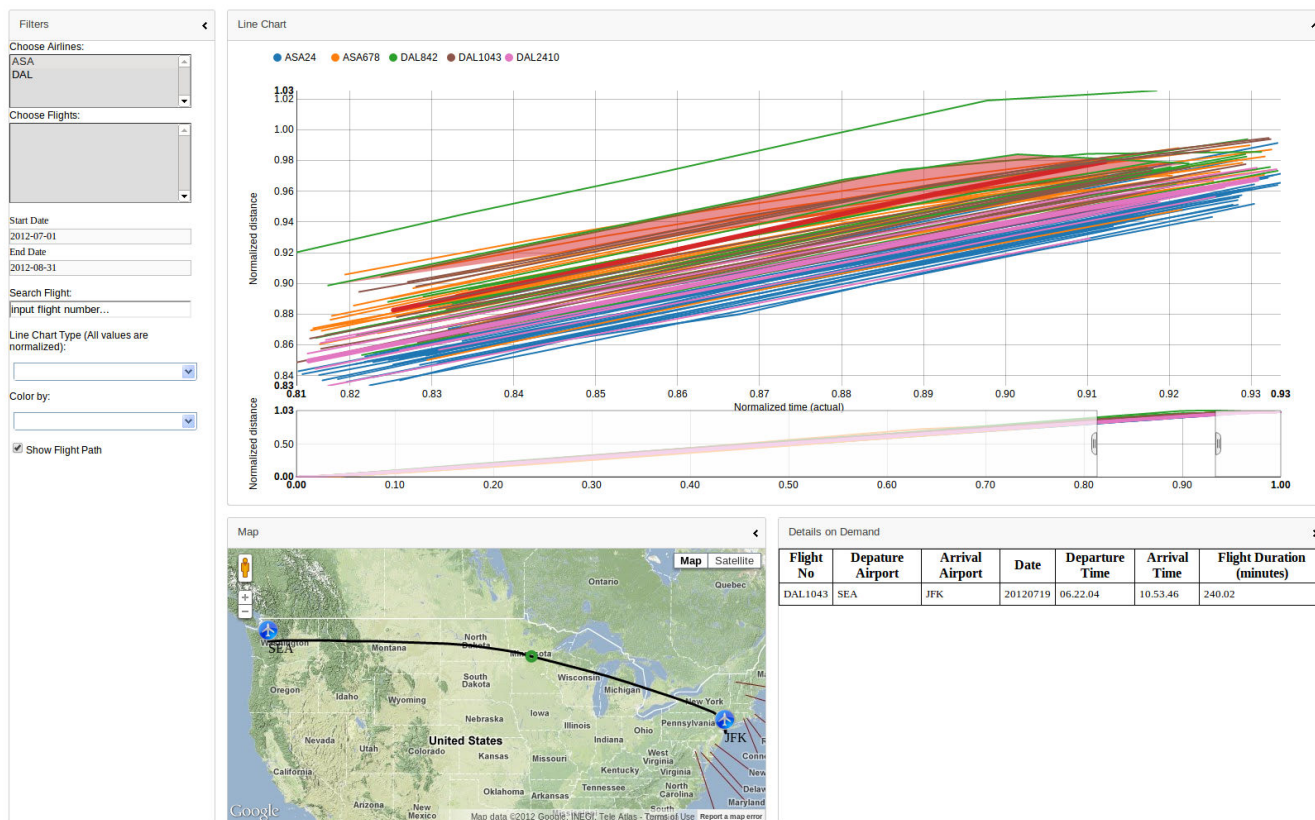 Filters
Choose Airlines:
ASA
DAL
Choose Flights:
Start Date
2012-07-01
End Date
2012-08-31
Search Flight:
input flight number...
Line Chart Type (All values are
normalized):
Color by:
Show Flight Path
Line Chart
ASA24 ASA678 DAL842 DAL1043 DAL2410
Normalized distance
1.03
1.02
1.00
0.98
0.96
0.94
0.92
0.90
0.88
0.86
0.84
0.83
0.81 0.82 0.83 0.84 0.85 0.86 0.87 0.88 0.89 0.90 0.91 0.92 0.93 0.93
Normalized time (actual)
Normalized distance
1.03
0.50
0.00
0.00 0.10 0.20 0.30 0.40 0.50 0.60 0.70 0.80 0.90 1.00
Map
Map Satellite
Ontario
Quebec
Washington
SEA
Montana
North
Dakota
Minnesota
South
Dakota
Wisconsin
Michigan
New York
Oregon
Idaho
Wyoming
Nebraska
Iowa
Illinois
Indiana
Ohio
Pennsylvania
JFK
Nevada
Utah
Colorado
United States
Kansas
Missouri
West
Virginia
Kentucky
Virginia
California
Oklahoma
Arkansas
Tennessee
North
Carolina
Maryland
Arizona
New
Mexico
South
Google
Map data ©2012 Google, INEGI, Tele Atlas - Terms of Use
Report a map error
Details on Demand
Flight No Depature Airport Arrival Airport Date Departure Time Arrival Time Flight Duration (minutes)
DAL1043 SEA JFK 20120719 06.22.04 10.53.46 240.02